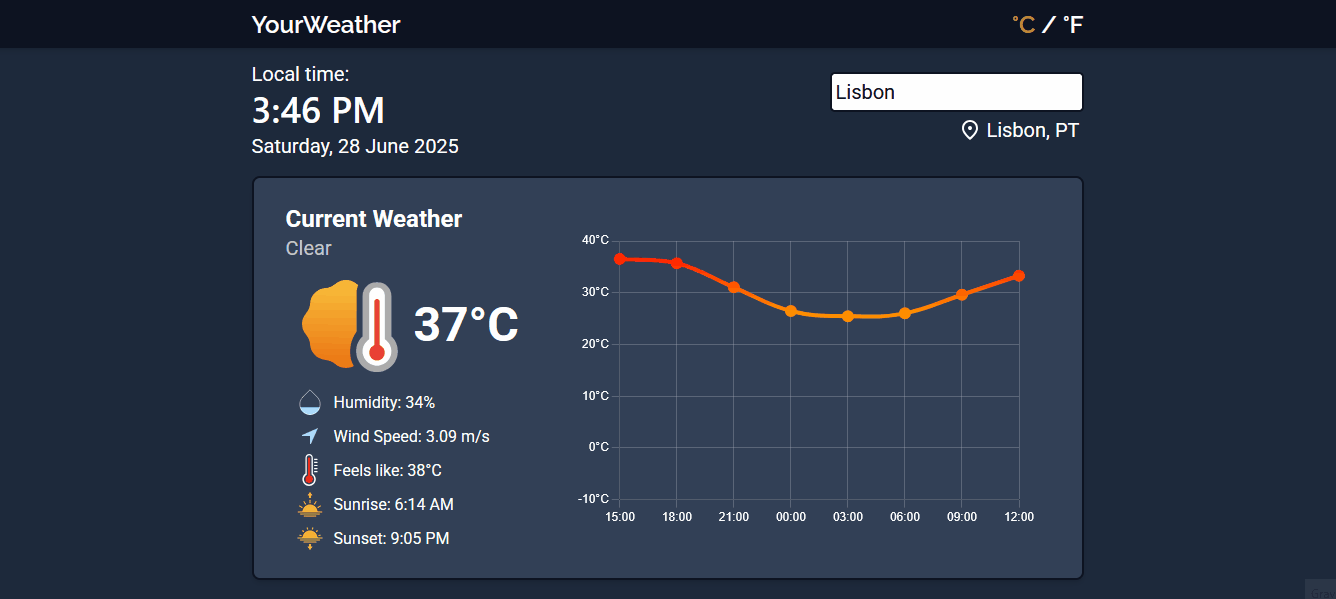 YourWeather
°C / °F
Local time:
3:46 PM
Saturday, 28 June 2025
Lisbon
Lisbon, PT
Current Weather
Clear
37°C
Humidity: 34%
Wind Speed: 3.09 m/s
Feels like: 38°C
Sunrise: 6:14 AM
Sunset: 9:05 PM
40°C
30°C
20°C
10°C
0°C
-10°C
15:00 18:00 21:00 00:00 03:00 06:00 09:00 12:00